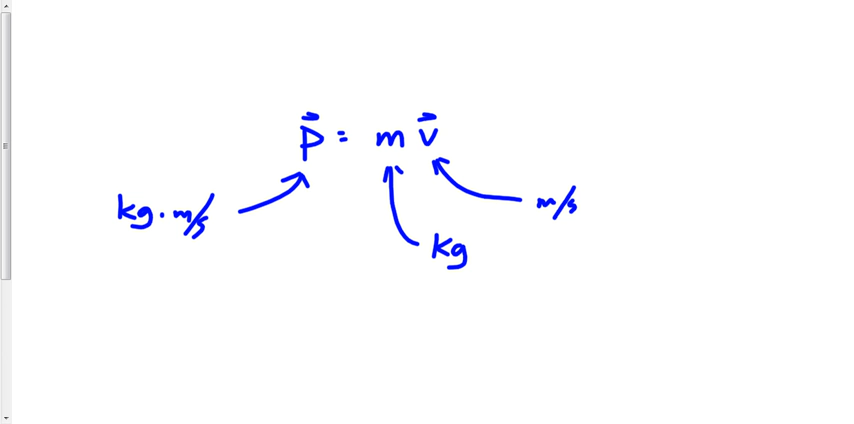 p⃗ = m v⃗
kg · m/s
m/s
kg